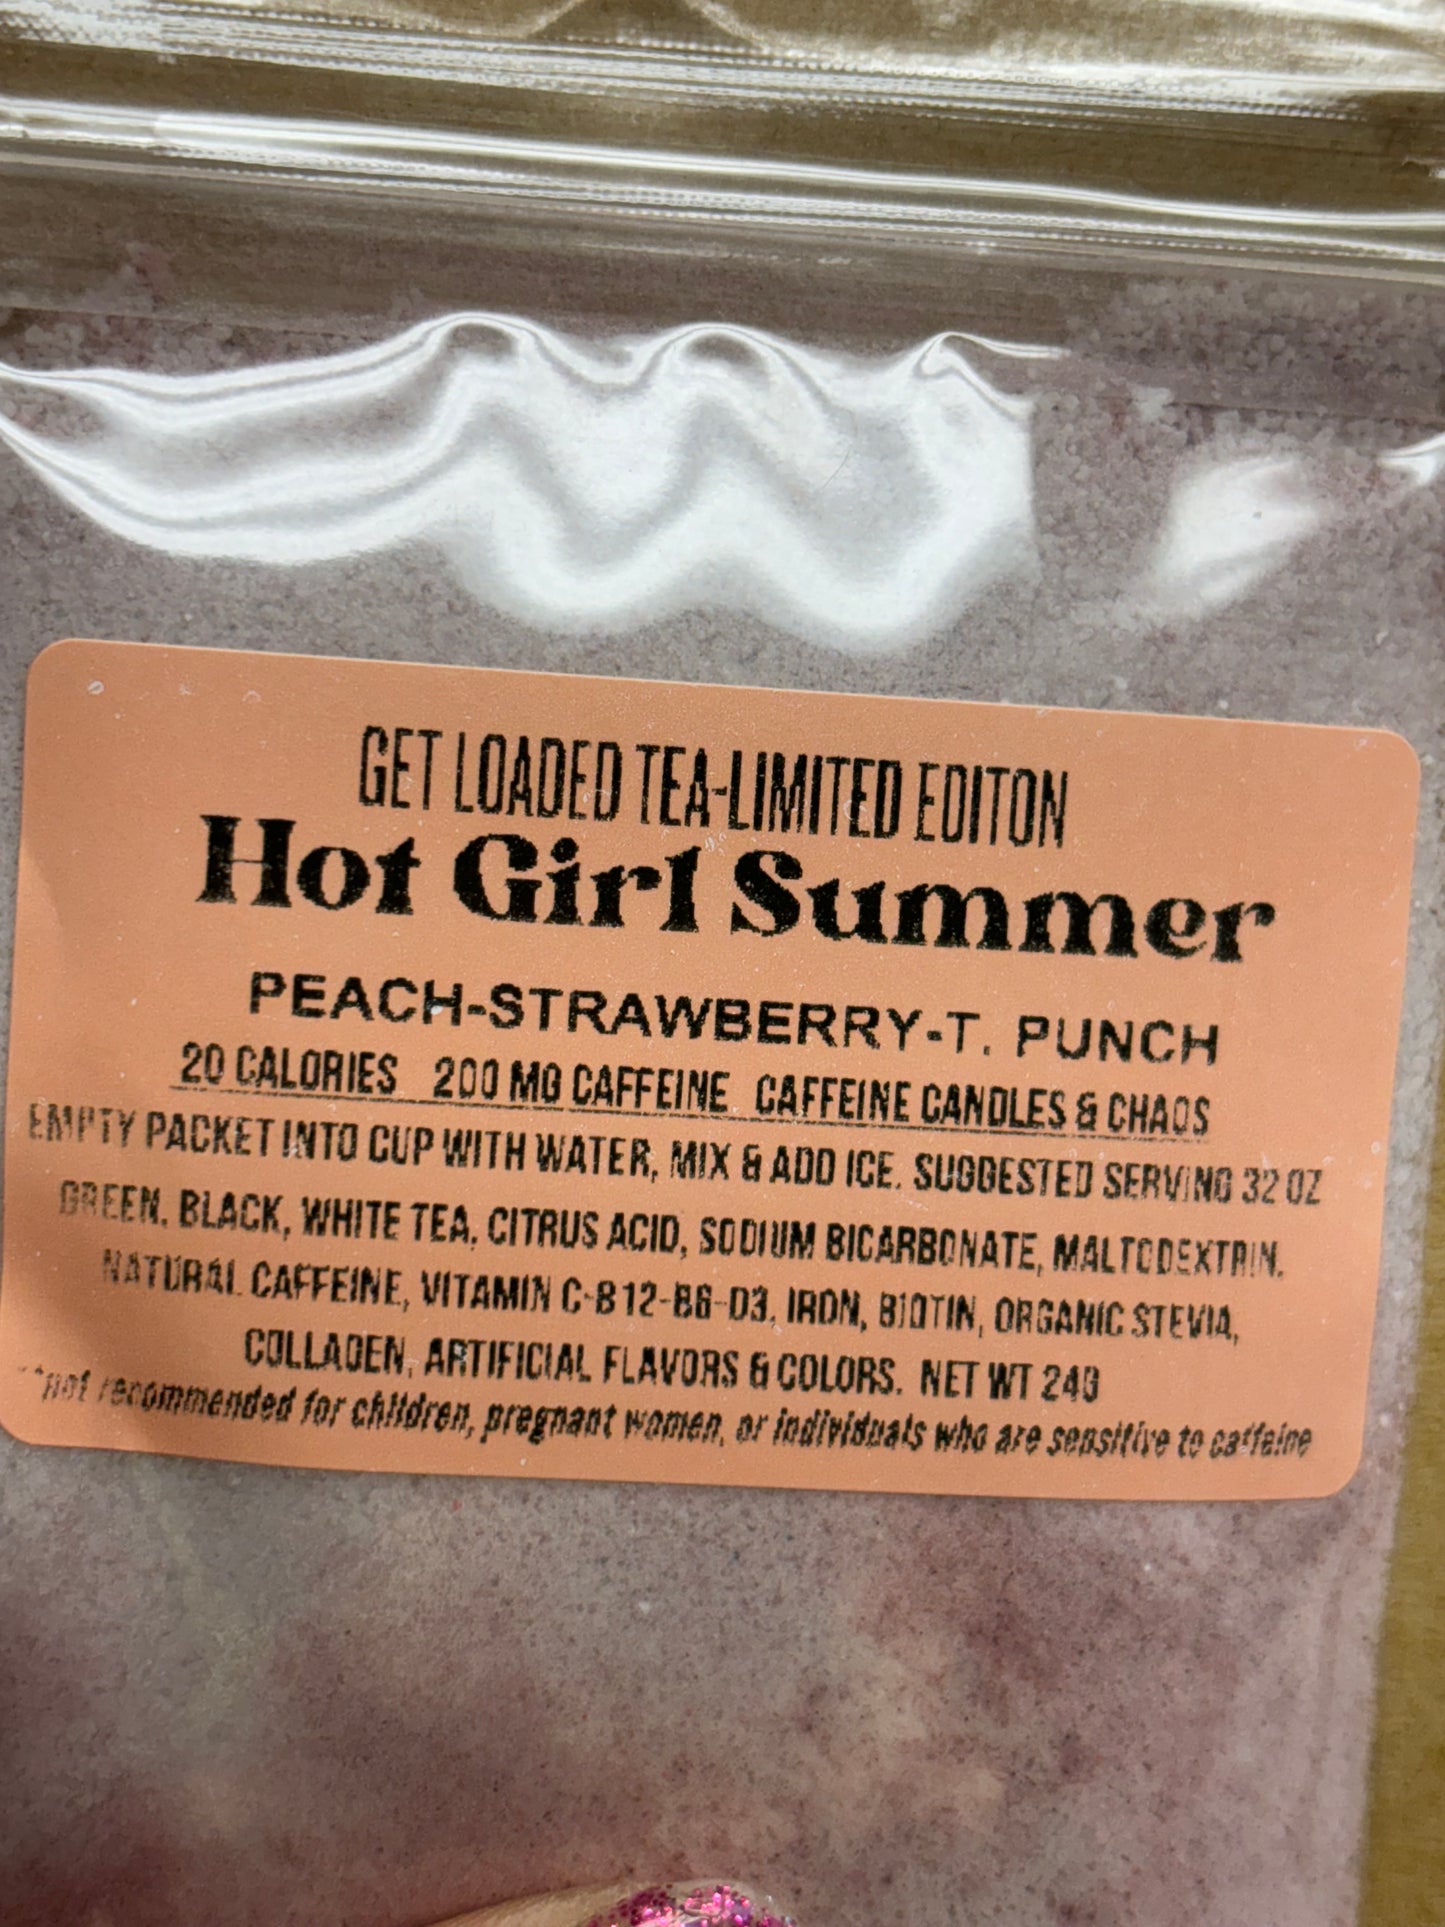 GET LOADED TEA-LIMITED EDITON
Hot Girl Summer
PEACH-STRAWBERRY-T. PUNCH
20 CALORIES 200 MG CAFFEINE CAFFEINE CANDLES & CHAOS
EMPTY PACKET INTO CUP WITH WATER, MIX & ADD ICE. SUGGESTED SERVING 32 OZ
GREEN, BLACK, WHITE TEA, CITRUS ACID, SODIUM BICARBONATE, MALTODEXTRIN.
NATURAL CAFFEINE, VITAMIN C-B12-B6-D3, IRON, BIOTIN, ORGANIC STEVIA,
COLLAGEN, ARTIFICIAL FLAVORS & COLORS. NET WT 24G
**not recommended for children, pregnant women, or individuals who are sensitive to caffeine